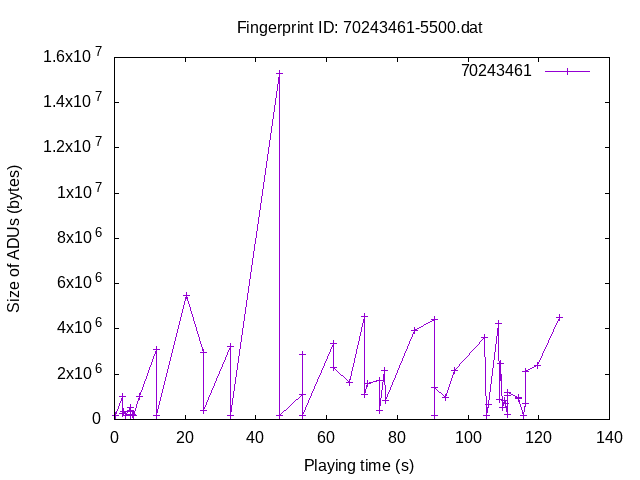 Fingerprint ID: 70243461-5500.dat
70243461
Size of ADUs (bytes)
1.6x10^7
1.4x10^7
1.2x10^7
1x10^7
8x10^6
6x10^6
4x10^6
2x10^6
0
0 20 40 60 80 100 120 140
Playing time (s)